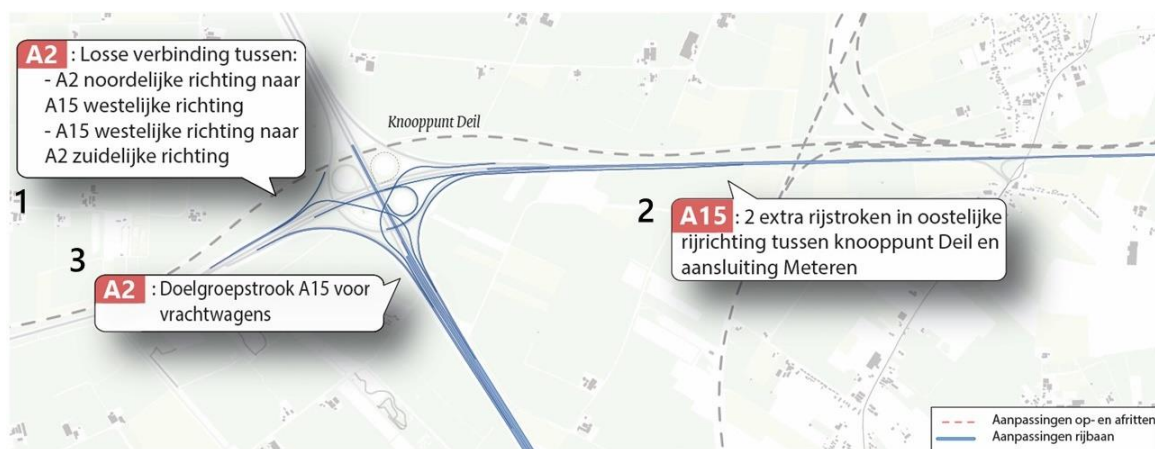 A2 : Losse verbinding tussen:
- A2 noordelijke richting naar
A15 westelijke richting
- A15 westelijke richting naar
A2 zuidelijke richting
Knooppunt Deil
1
2
A15 : 2 extra rijstroken in oostelijke
rijrichting tussen knooppunt Deil en
aansluiting Meteren
3
A2 : Doelgroepstrook A15 voor
vrachtwagens
Aanpassingen op- en afritten
Aanpassingen rijbaan